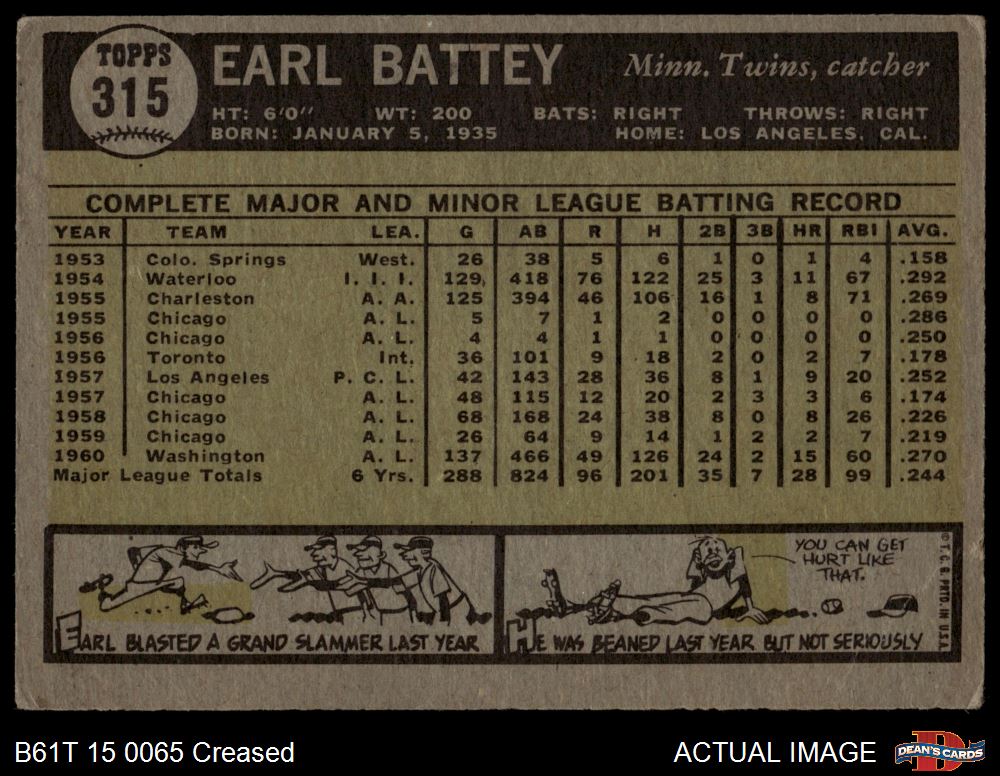 TOPPS
315
EARL BATTEY
Minn. Twins, catcher
HT: 6'0" WT: 200 BATS: RIGHT THROWS: RIGHT
BORN: JANUARY 5, 1935 HOME: LOS ANGELES, CAL.
COMPLETE MAJOR AND MINOR LEAGUE BATTING RECORD
YEAR TEAM LEA. G AB R H 2B 3B HR RBI AVG.
1953 Colo. Springs West. 26 38 5 6 1 0 1 4 .158
1954 Waterloo I. I. I. 129 418 76 122 25 3 11 67 .292
1955 Charleston A. A. 125 394 46 106 16 1 8 71 .269
1955 Chicago A. L. 5 7 1 2 0 0 0 0 .286
1956 Chicago A. L. 4 4 1 1 0 0 0 0 .250
1956 Toronto Int. 36 101 9 18 2 0 2 7 .178
1957 Los Angeles P. C. L. 42 143 28 36 8 1 9 20 .252
1957 Chicago A. L. 48 115 12 20 2 3 3 6 .174
1958 Chicago A. L. 68 168 24 38 8 0 8 26 .226
1959 Chicago A. L. 26 64 9 14 1 2 2 7 .219
1960 Washington A. L. 137 466 49 126 24 2 15 60 .270
Major League Totals 6 Yrs. 288 824 96 201 35 7 28 99 .244
EARL BLASTED A GRAND SLAMMER LAST YEAR
YOU CAN GET
HURT LIKE
THAT.
HE WAS BEANED LAST YEAR BUT NOT SERIOUSLY
© T. C. G. PRTD. IN U.S.A.
B61T 15 0065 Creased
ACTUAL IMAGE
DEAN'S CARDS